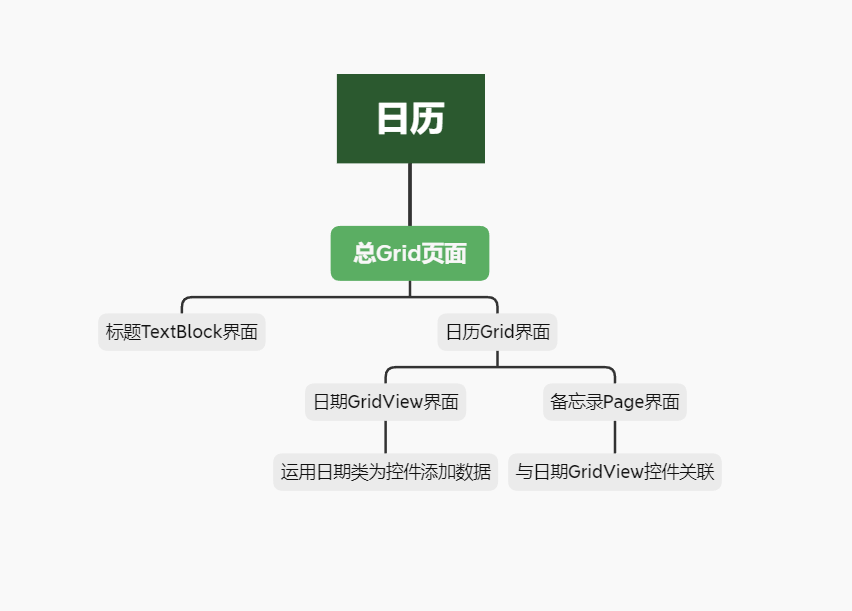 日历
总Grid页面
标题TextBlock界面
日历Grid界面
日期GridView界面
备忘录Page界面
运用日期类为控件添加数据
与日期GridView控件关联